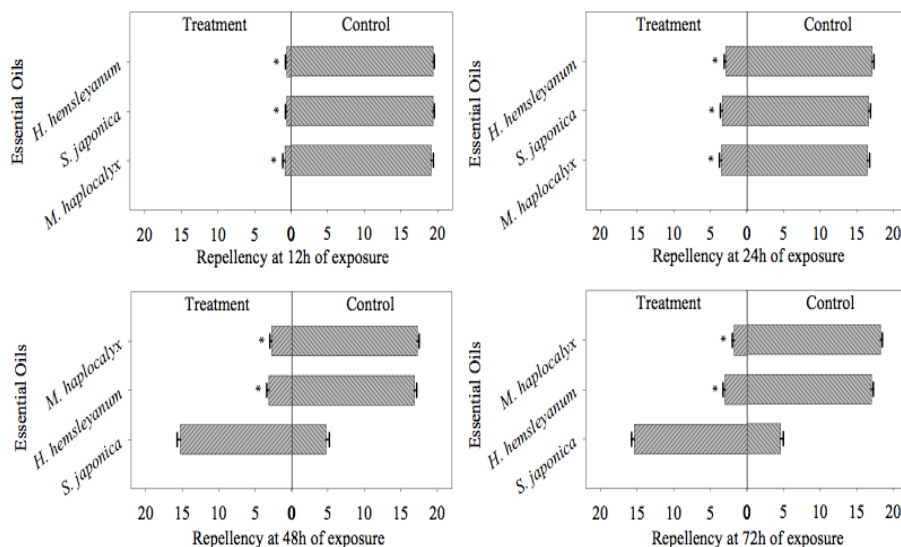 Treatment Control
Essential Oils
*
H. hemsleyanum
*
S. japonica
*
M. haplocalyx
20 15 10 5 0 5 10 15 20
Repellency at 12h of exposure
Treatment Control
Essential Oils
*
H. hemsleyanum
*
S. japonica
*
M. haplocalyx
20 15 10 5 0 5 10 15 20
Repellency at 24h of exposure
Treatment Control
Essential Oils
*
M. haplocalyx
*
H. hemsleyanum
S. japonica
20 15 10 5 0 5 10 15 20
Repellency at 48h of exposure
Treatment Control
Essential Oils
*
M. haplocalyx
*
H. hemsleyanum
S. japonica
20 15 10 5 0 5 10 15 20
Repellency at 72h of exposure